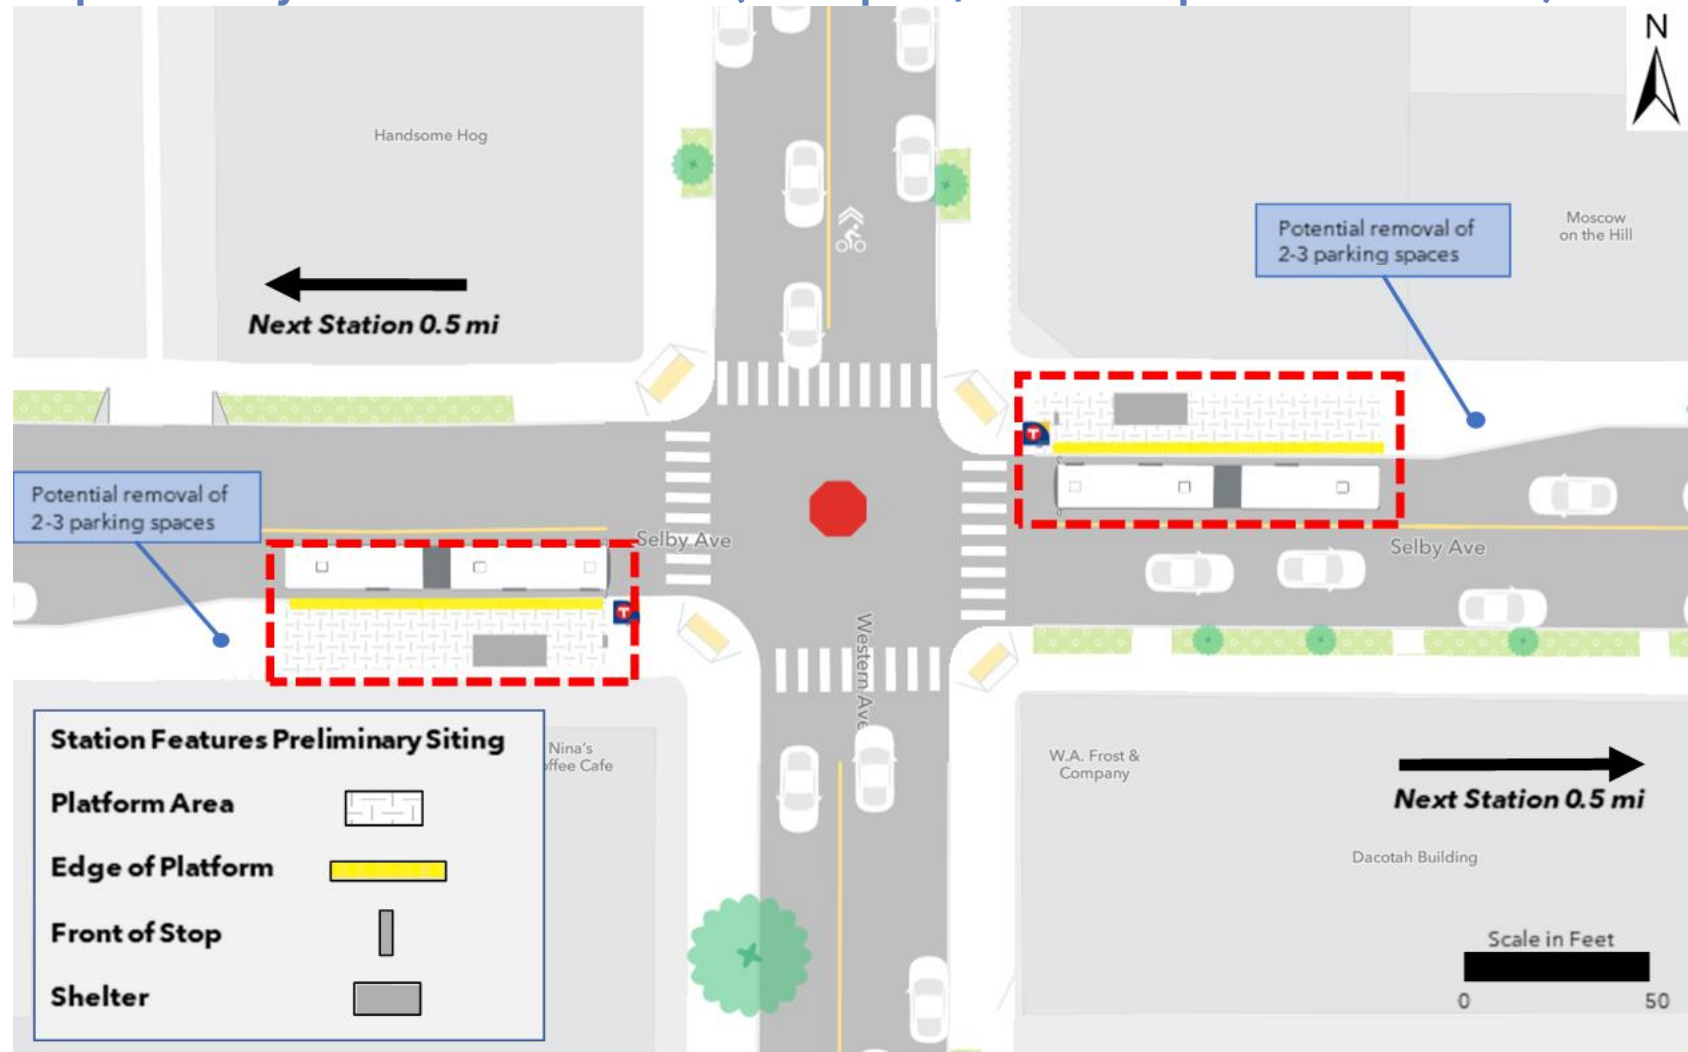 N
Handsome Hog
Potential removal of
2-3 parking spaces
Moscow
on the Hill
Next Station 0.5 mi
T
Potential removal of
2-3 parking spaces
Selby Ave
Selby Ave
T
Western Ave
Station Features Preliminary Siting
Platform Area
Edge of Platform
Front of Stop
Shelter
Nina's
Cafe
W.A. Frost &
Company
Next Station 0.5 mi
Dacotah Building
Scale in Feet
0 50